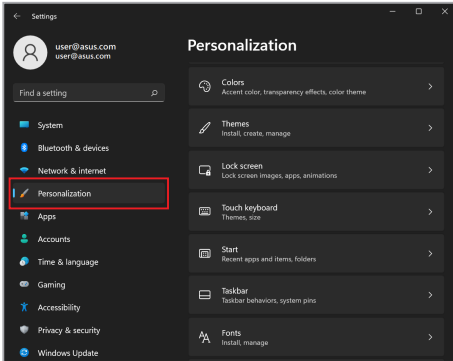 Settings
user@asus.com
user@asus.com
Find a setting
System
Bluetooth & devices
Network & internet
Personalization
Apps
Accounts
Time & language
Gaming
Accessibility
Privacy & security
Windows Update
Personalization
Colors
Accent color, transparency effects, color theme
Themes
Install, create, manage
Lock screen
Lock screen images, apps, animations
Touch keyboard
Themes, size
Start
Recent apps and items, folders
Taskbar
Taskbar behaviors, system pins
Fonts
Install, manage